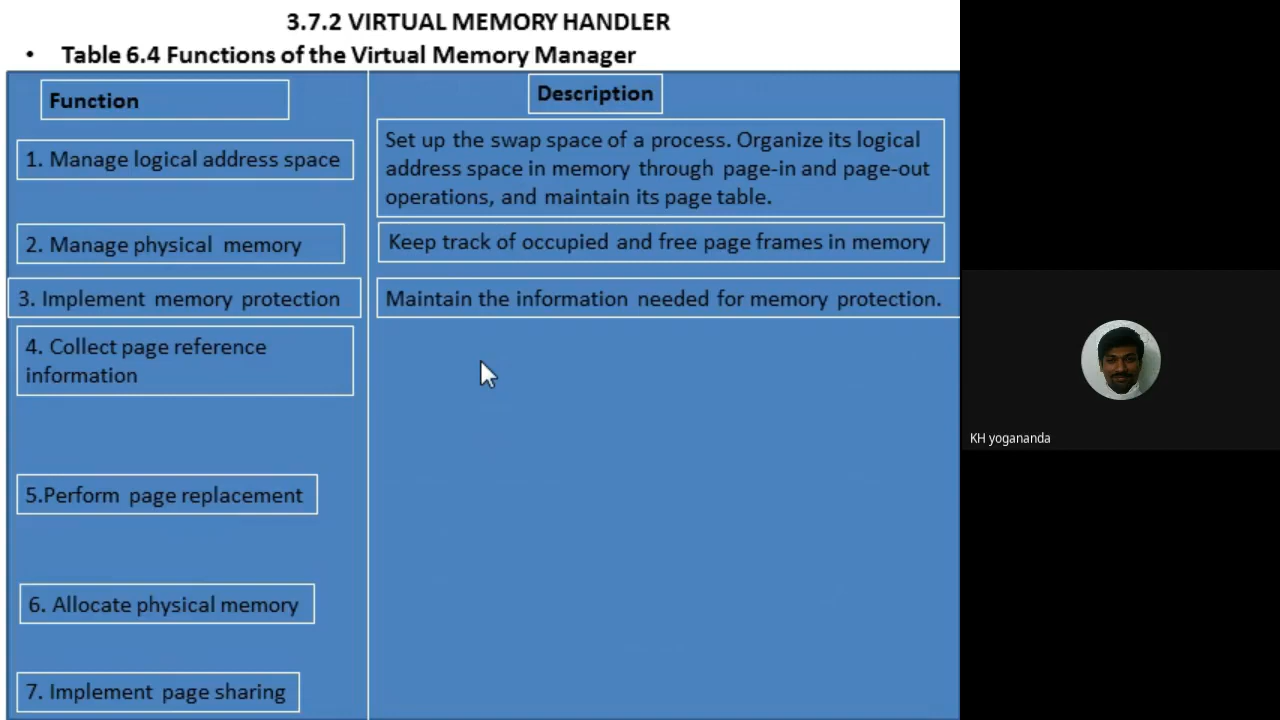 3.7.2 VIRTUAL MEMORY HANDLER
• Table 6.4 Functions of the Virtual Memory Manager
Function
Description
1. Manage logical address space
Set up the swap space of a process. Organize its logical
address space in memory through page-in and page-out
operations, and maintain its page table.
2. Manage physical memory
Keep track of occupied and free page frames in memory
3. Implement memory protection
Maintain the information needed for memory protection.
4. Collect page reference
information
5.Perform page replacement
6. Allocate physical memory
7. Implement page sharing
KH yogananda